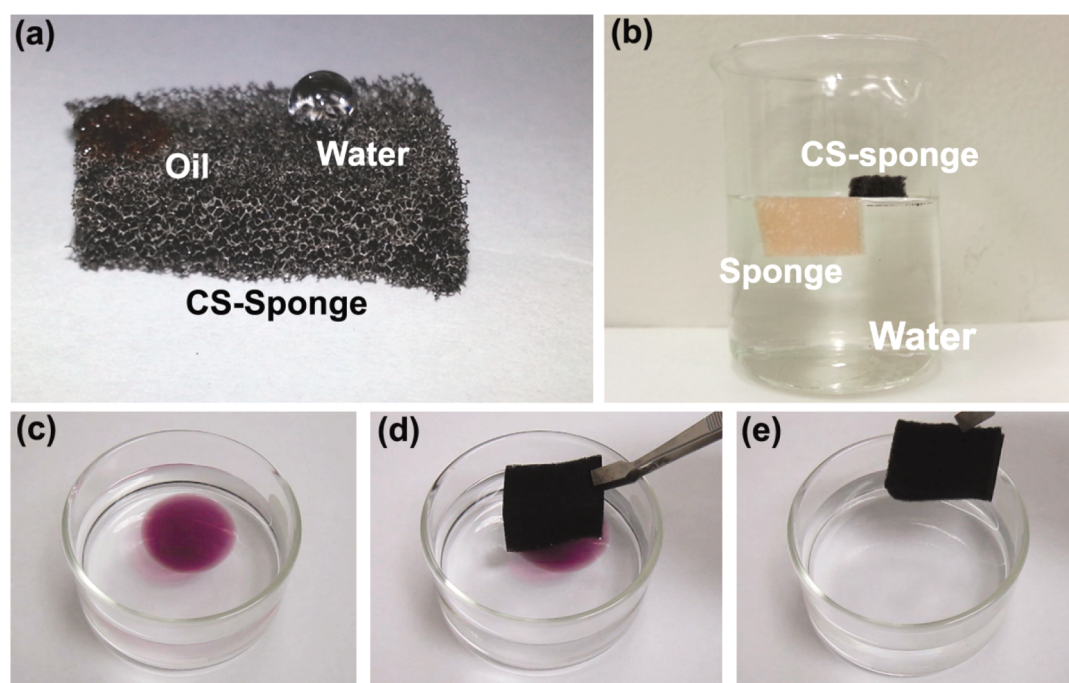 (a)
Oil
Water
CS-Sponge
(b)
CS-sponge
Sponge
Water
(c)
(d)
(e)